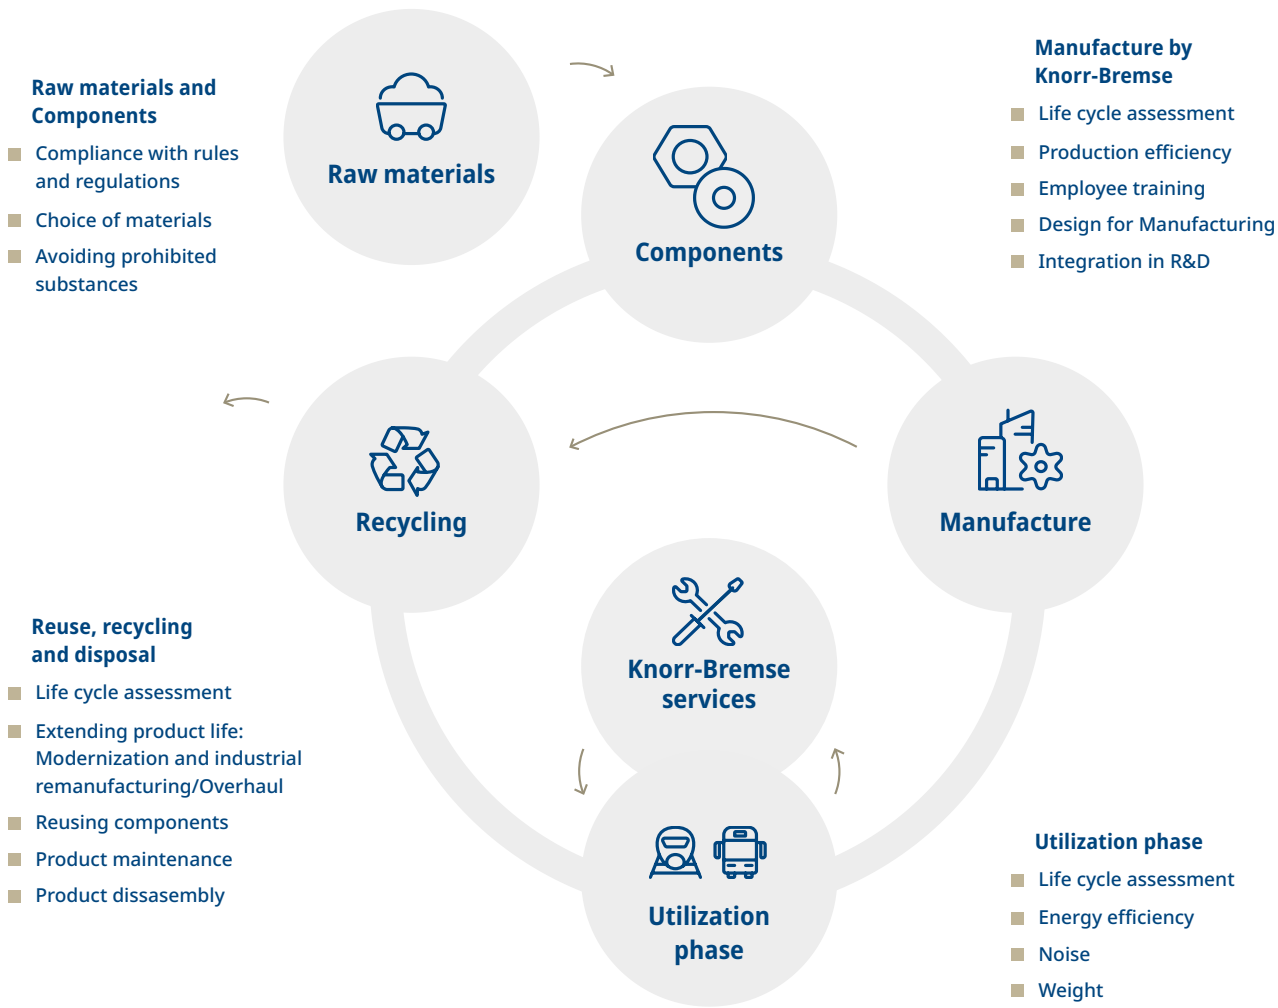 Raw materials and
Components
Compliance with rules
and regulations
Choice of materials
Avoiding prohibited
substances
Raw materials
Components
Manufacture by
Knorr-Bremse
Life cycle assessment
Production efficiency
Employee training
Design for Manufacturing
Integration in R&D
Recycling
Manufacture
Knorr-Bremse
services
Reuse, recycling
and disposal
Life cycle assessment
Extending product life:
Modernization and industrial
remanufacturing/Overhaul
Reusing components
Product maintenance
Product dissasembly
Utilization
phase
Utilization phase
Life cycle assessment
Energy efficiency
Noise
Weight